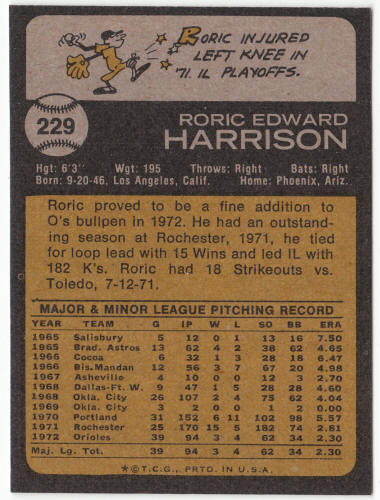 RORIC INJURED
LEFT KNEE IN
'71 IL PLAYOFFS.
229
RORIC EDWARD
HARRISON
Hgt: 6'3" Wgt: 195 Throws: Right Bats: Right
Born: 9-20-46, Los Angeles, Calif. Home: Phoenix, Ariz.
Roric proved to be a fine addition to
O's bullpen in 1972. He had an outstand-
ing season at Rochester, 1971, as he tied
for loop lead with 15 Wins and led IL with
182 K's. Roric had 18 Strikeouts vs.
Toledo, 7-12-71.
MAJOR & MINOR LEAGUE PITCHING RECORD
YEAR TEAM G IP W L SO BB ERA
1965 Salisbury 5 12 0 1 13 16 7.50
1965 Brad. Astros 13 62 4 2 38 62 4.65
1966 Cocoa 6 32 1 3 28 18 6.47
1966 Bis.Mandan 12 56 3 7 67 20 4.98
1967 Asheville 4 10 0 0 12 3 2.70
1968 Dallas-Ft. W. 9 47 1 5 28 28 4.60
1968 Okla. City 26 107 2 4 75 62 4.04
1969 Okla. City 3 2 0 0 1 2 0.00
1970 Portland 31 152 6 11 102 98 5.57
1971 Rochester 25 170 15 5 182 74 2.81
1972 Orioles 39 94 3 4 62 34 2.30
Maj. Lg. Tot. 39 94 3 4 62 34 2.30
*©T.C.G., PRTD. IN U.S.A.